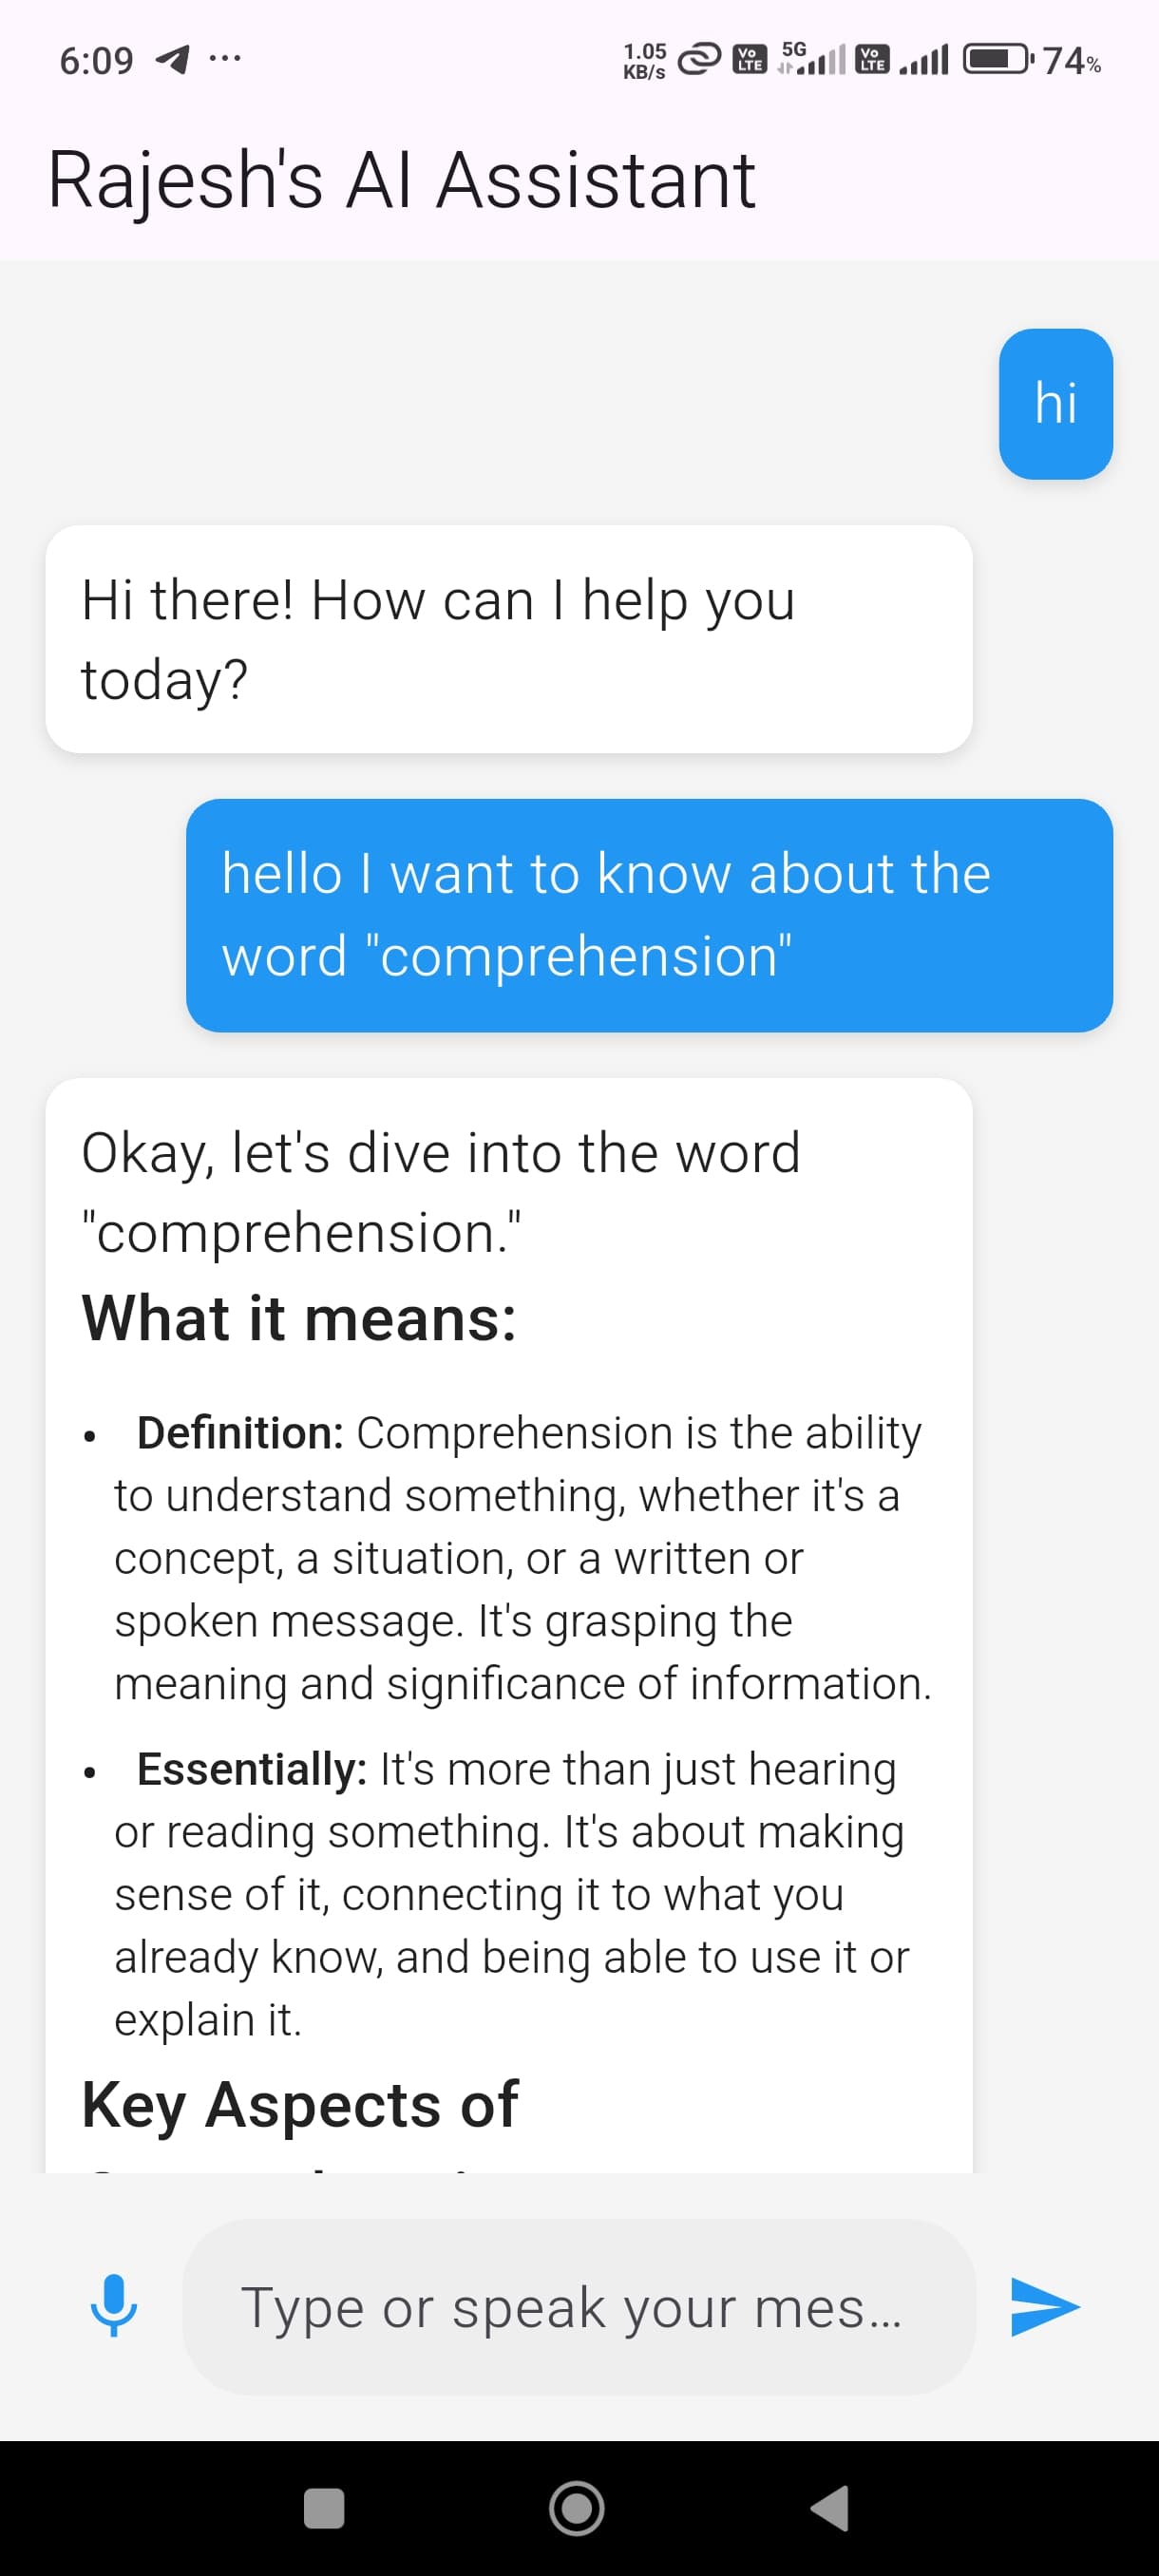 6:09 ... 1.05 KB/s Vo LTE 5G Vo LTE 74%
Rajesh's AI Assistant
hi
Hi there! How can I help you
today?
hello I want to know about the
word "comprehension"
Okay, let's dive into the word
"comprehension."
What it means:
• Definition: Comprehension is the ability
to understand something, whether it's a
concept, a situation, or a written or
spoken message. It's grasping the
meaning and significance of information.
• Essentially: It's more than just hearing
or reading something. It's about making
sense of it, connecting it to what you
already know, and being able to use it or
explain it.
Key Aspects of
Type or speak your mes...